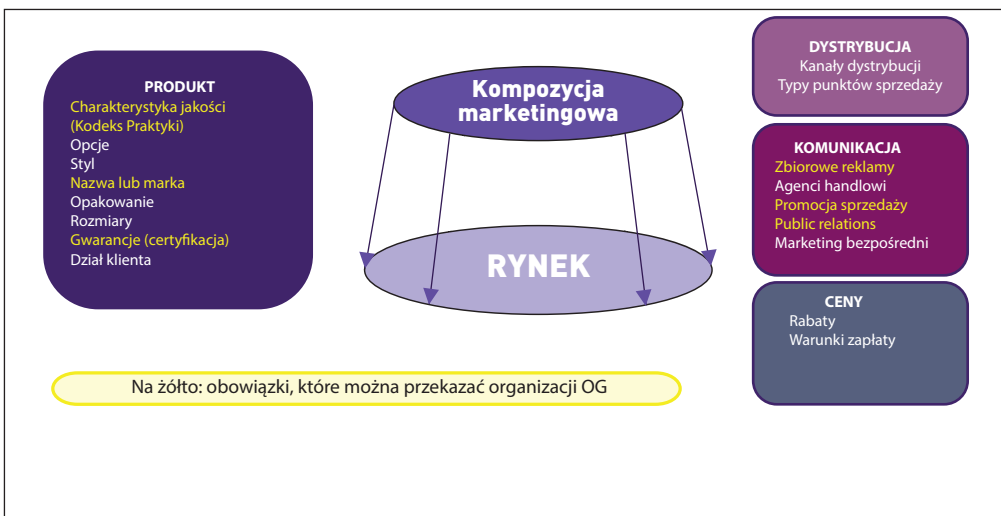 PRODUKT
Charakterystyka jakości
(Kodeks Praktyki)
Opcje
Styl
Nazwa lub marka
Opakowanie
Rozmiary
Gwarancje (certyfikacja)
Dział klienta
Kompozycja
marketingowa
RYNEK
DYSTRYBUCJA
Kanały dystrybucji
Typy punktów sprzedaży
KOMUNIKACJA
Zbiorowe reklamy
Agenci handlowi
Promocja sprzedaży
Public relations
Marketing bezpośredni
CENY
Rabaty
Warunki zapłaty
Na żółto: obowiązki, które można przekazać organizacji OG